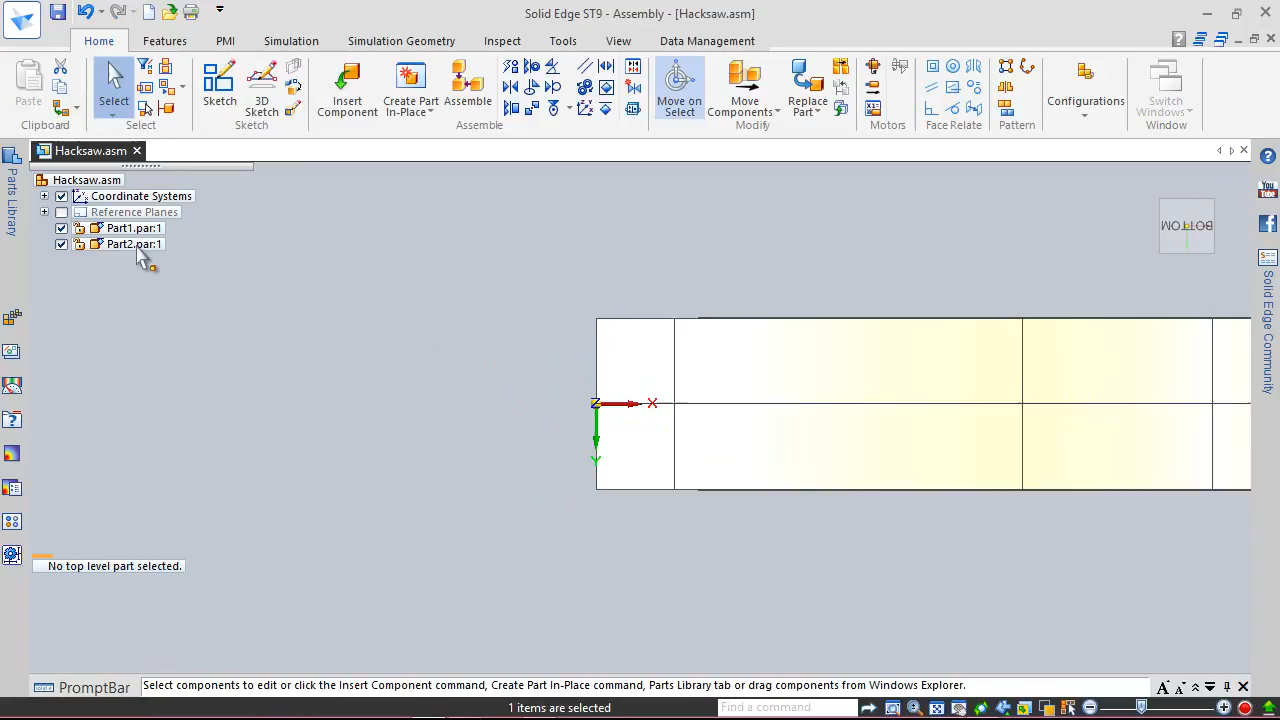 Solid Edge ST9 - Assembly - [Hacksaw.asm]
Home Features PMI Simulation Simulation Geometry Inspect Tools View Data Management
Paste
Clipboard
Select
Select
Sketch
3D Sketch
Sketch
Insert Component
Create Part In-Place
Assemble
Assemble
Move on Select
Move Components
Replace Part
Modify
Motors
Face Relate
Pattern
Configurations
Switch Windows
Window
Hacksaw.asm
Parts Library
Hacksaw.asm
Coordinate Systems
Reference Planes
Part1.par:1
Part2.par:1
BOTTOM
You
Tube
Solid Edge Community
X
Y
Z
No top level part selected.
PromptBar
Select components to edit or click the Insert Component command, Create Part In-Place command, Parts Library tab or drag components from Windows Explorer.
1 items are selected
Find a command